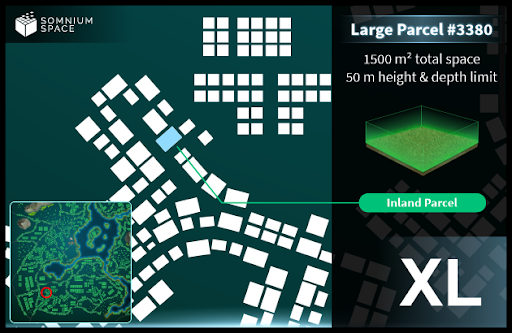 SOMNIUM
SPACE
Large Parcel #3380
1500 m² total space
50 m height & depth limit
Inland Parcel
XL